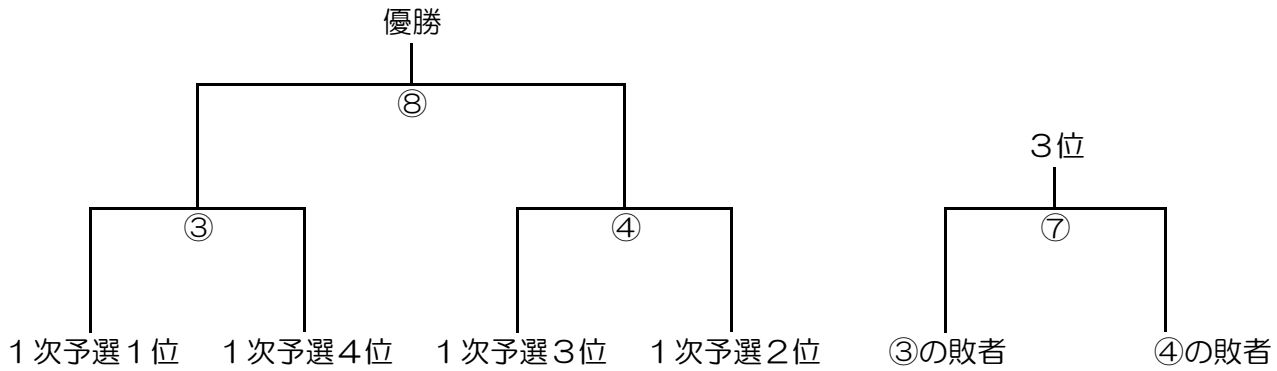 優勝
⑧
3位
③
④
⑦
1次予選1位
1次予選4位
1次予選3位
1次予選2位
③の敗者
④の敗者